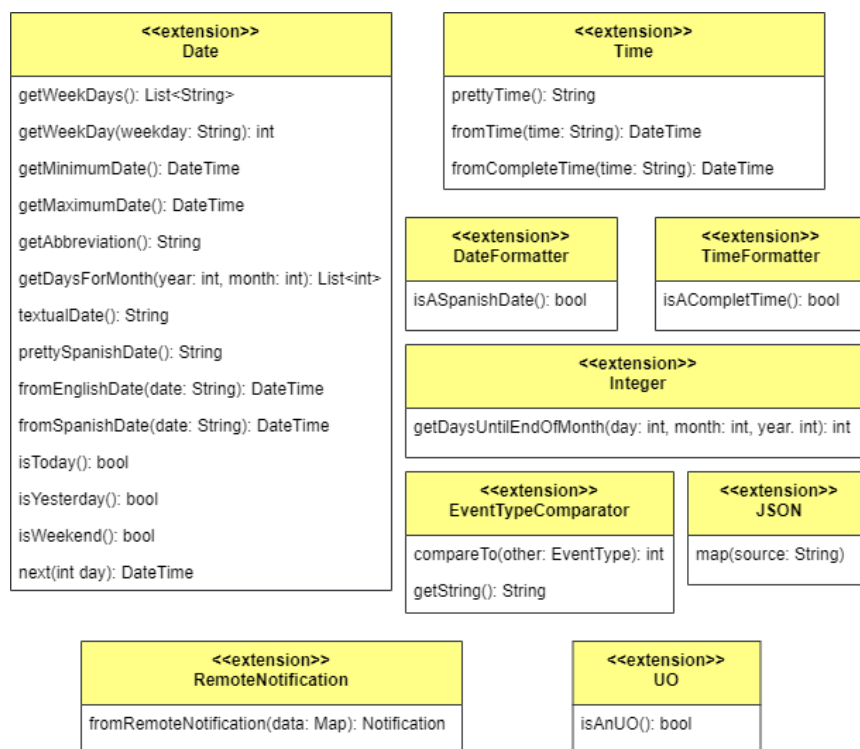 <<extension>>
Date
getWeekDays(): List<String>
getWeekDay(weekday: String): int
getMinimumDate(): DateTime
getMaximumDate(): DateTime
getAbbreviation(): String
getDaysForMonth(year: int, month: int): List<int>
textualDate(): String
prettySpanishDate(): String
fromEnglishDate(date: String): DateTime
fromSpanishDate(date: String): DateTime
isToday(): bool
isYesterday(): bool
isWeekend(): bool
next(int day): DateTime
<<extension>>
Time
prettyTime(): String
fromTime(time: String): DateTime
fromCompleteTime(time: String): DateTime
<<extension>>
DateFormatter
isASpanishDate(): bool
<<extension>>
TimeFormatter
isACompletTime(): bool
<<extension>>
Integer
getDaysUntilEndOfMonth(day: int, month: int, year. int): int
<<extension>>
EventTypeComparator
compareTo(other: EventType): int
getString(): String
<<extension>>
JSON
map(source: String)
<<extension>>
RemoteNotification
fromRemoteNotification(data: Map): Notification
<<extension>>
UO
isAnUO(): bool